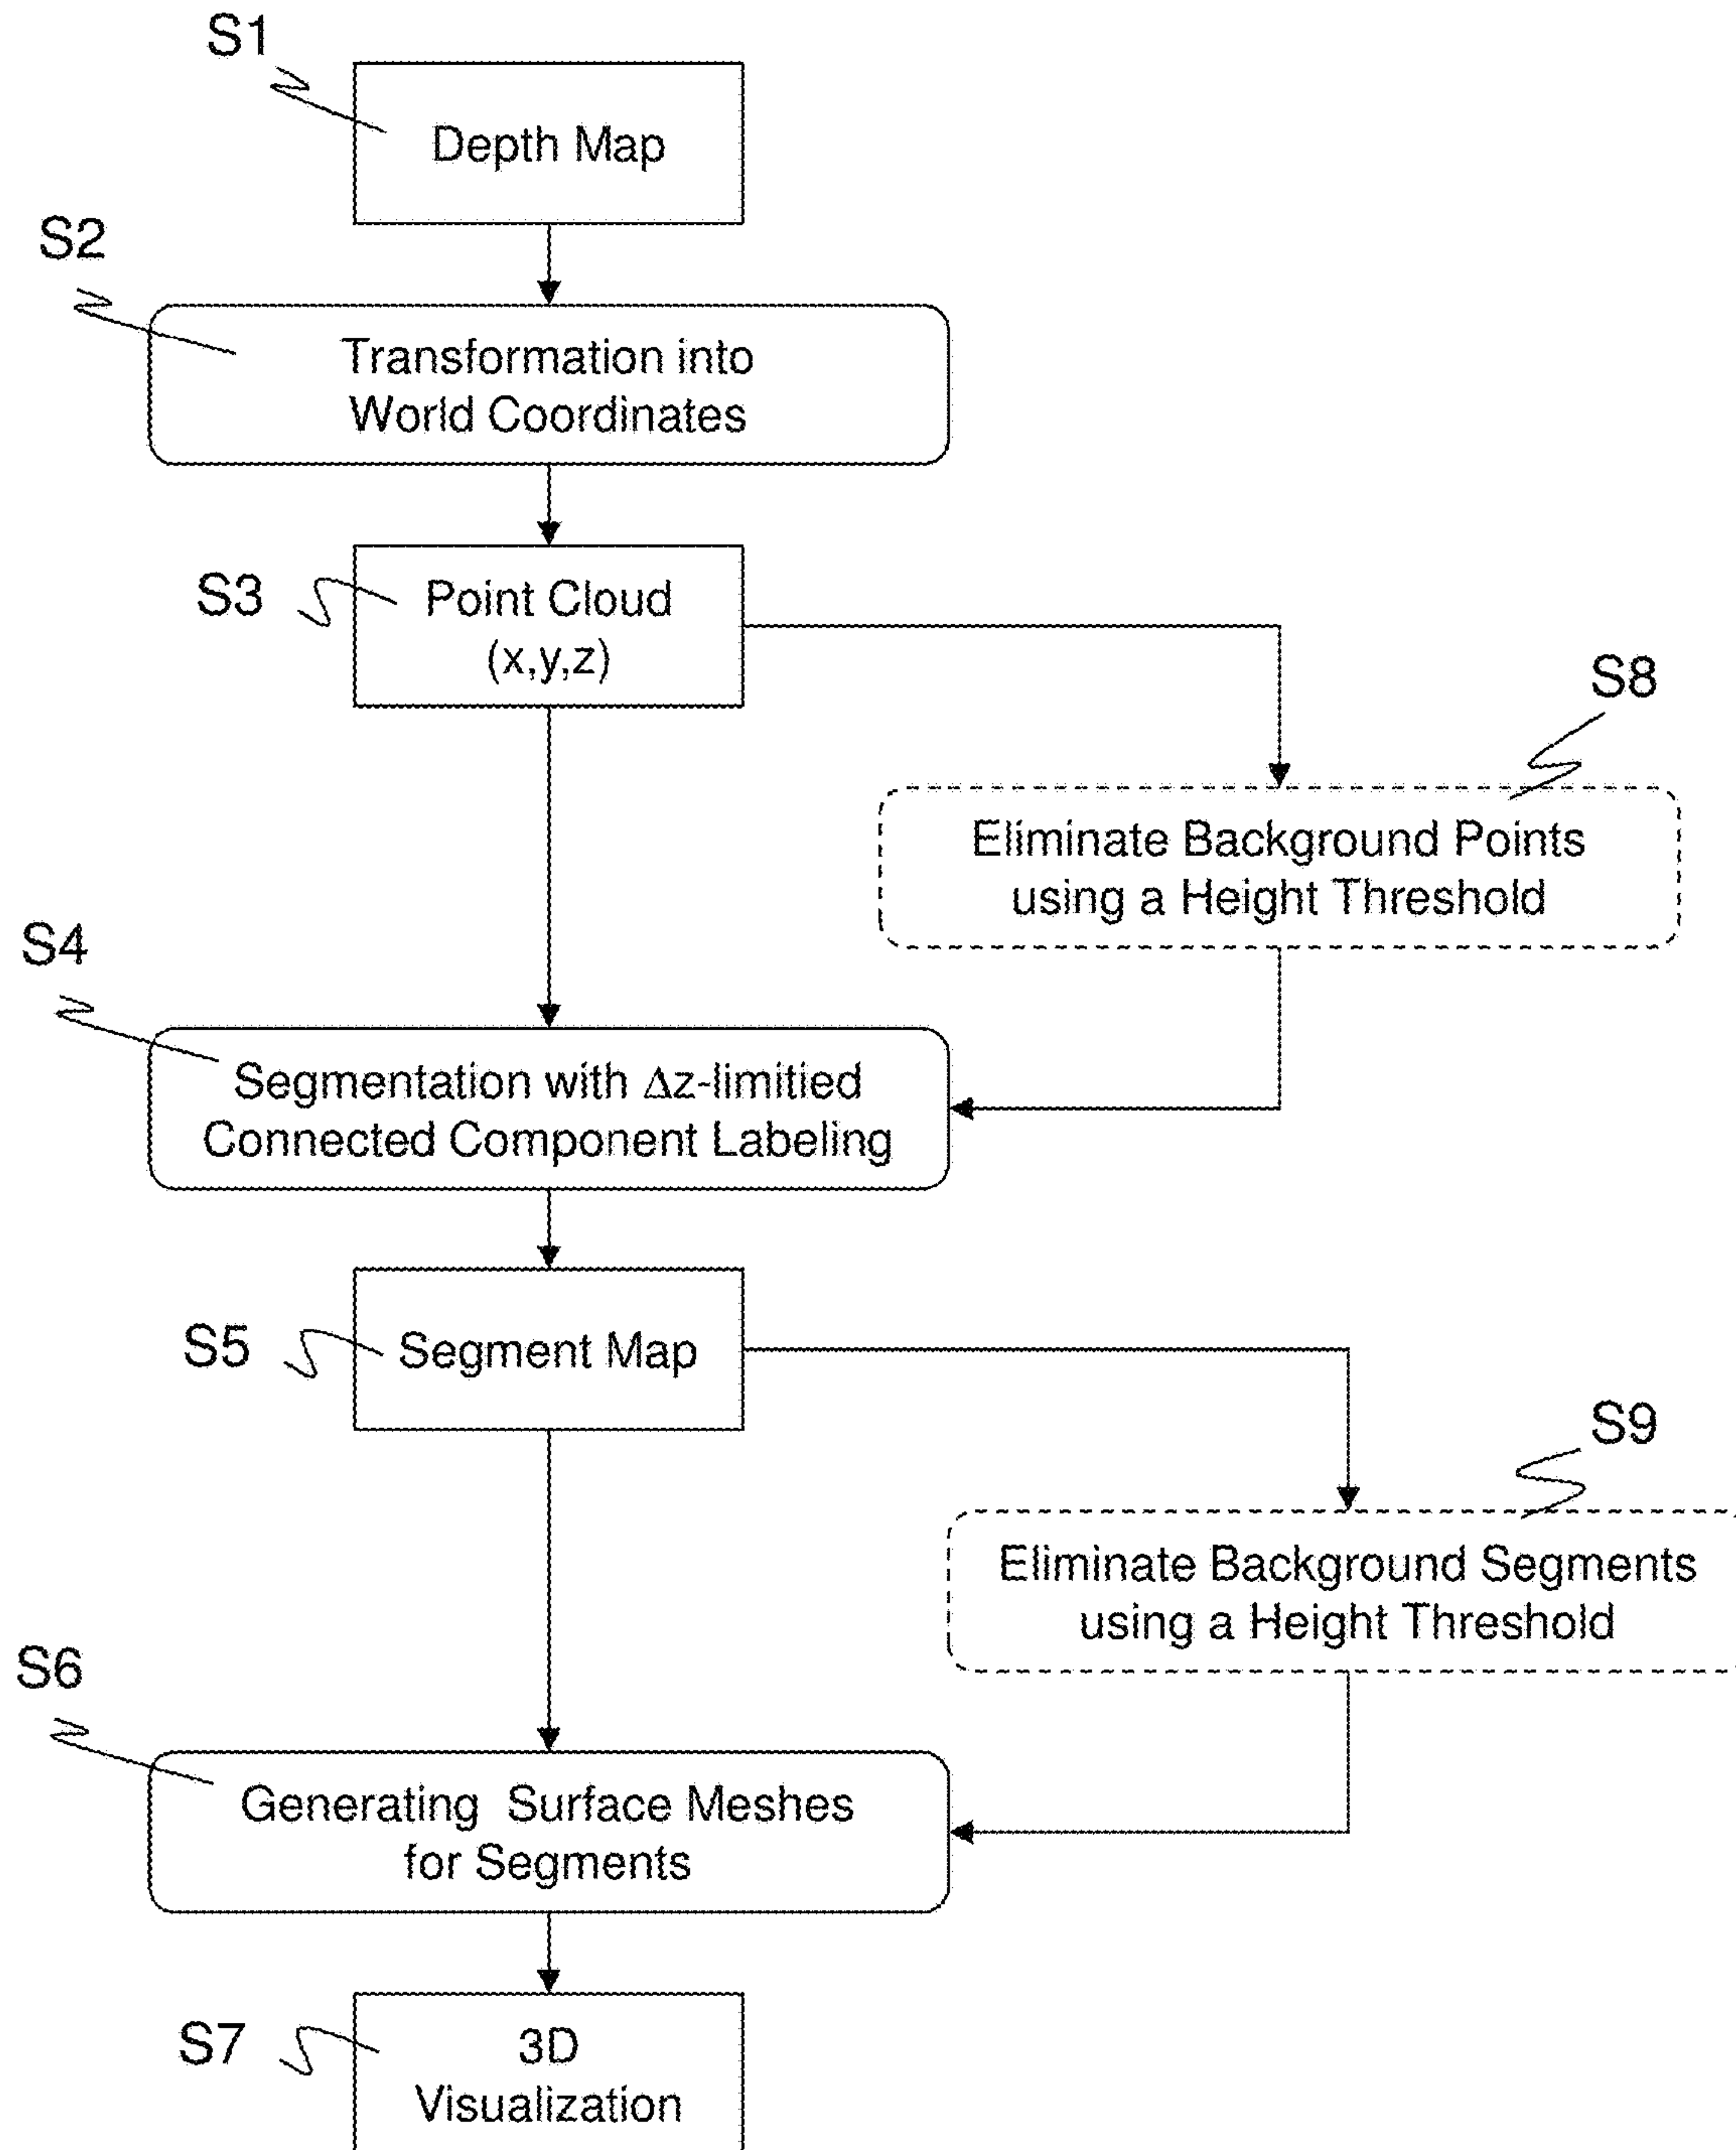 S1
Depth Map
S2
Transformation into
World Coordinates
S3
Point Cloud
(x,y,z)
S8
Eliminate Background Points
using a Height Threshold
S4
Segmentation with Δz-limitied
Connected Component Labeling
S5
Segment Map
S9
Eliminate Background Segments
using a Height Threshold
S6
Generating Surface Meshes
for Segments
S7
3D
Visualization